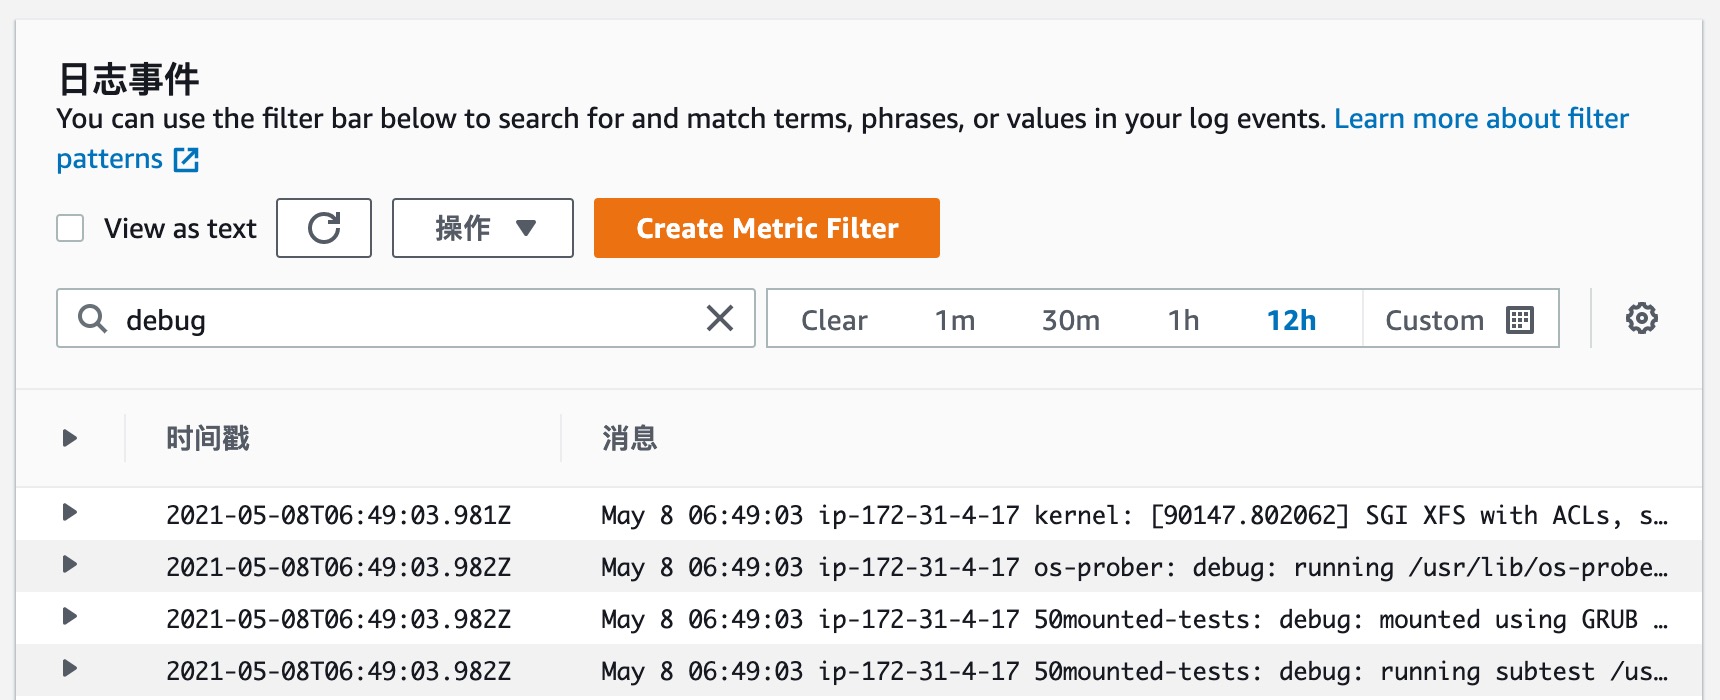 日志事件
You can use the filter bar below to search for and match terms, phrases, or values in your log events. Learn more about filter
patterns
View as text 操作 Create Metric Filter
debug Clear 1m 30m 1h 12h Custom
时间戳 消息
2021-05-08T06:49:03.981Z May 8 06:49:03 ip-172-31-4-17 kernel: [90147.802062] SGI XFS with ACLs, s…
2021-05-08T06:49:03.982Z May 8 06:49:03 ip-172-31-4-17 os-prober: debug: running /usr/lib/os-probe…
2021-05-08T06:49:03.982Z May 8 06:49:03 ip-172-31-4-17 50mounted-tests: debug: mounted using GRUB …
2021-05-08T06:49:03.982Z May 8 06:49:03 ip-172-31-4-17 50mounted-tests: debug: running subtest /us…